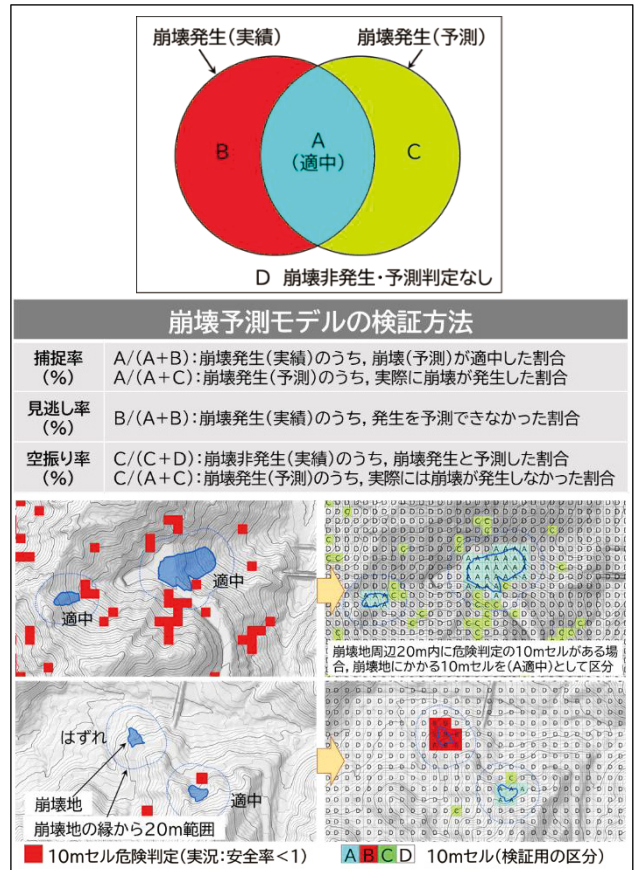 崩壊発生(実績)
崩壊発生(予測)
B
A
(適中)
C
D 崩壊非発生・予測判定なし
崩壊予測モデルの検証方法
捕捉率
(%)
A/(A+B):崩壊発生(実績)のうち,崩壊(予測)が適中した割合
A/(A+C):崩壊発生(予測)のうち,実際に崩壊が発生した割合
見逃し率
(%)
B/(A+B):崩壊発生(実績)のうち,発生を予測できなかった割合
空振り率
(%)
C/(C+D):崩壊非発生(実績)のうち,崩壊発生と予測した割合
C/(A+C):崩壊発生(予測)のうち,実際には崩壊が発生しなかった割合
適中
適中
崩壊地周辺20m内に危険判定の10mセルがある場
合,崩壊地にかかる10mセルを(A適中)として区分
はずれ
崩壊地
適中
崩壊地の縁から20m範囲
10mセル危険判定(実況:安全率<1)
A B C D 10mセル(検証用の区分)